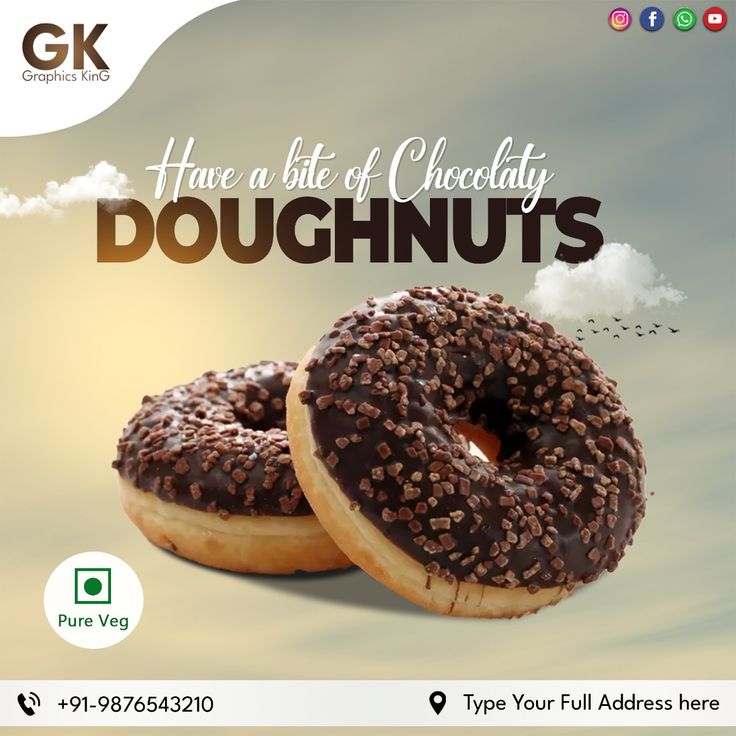 GK
Graphics KinG
Have a bite of Chocolaty
DOUGHNUTS
Pure Veg
+91-9876543210
Type Your Full Address here